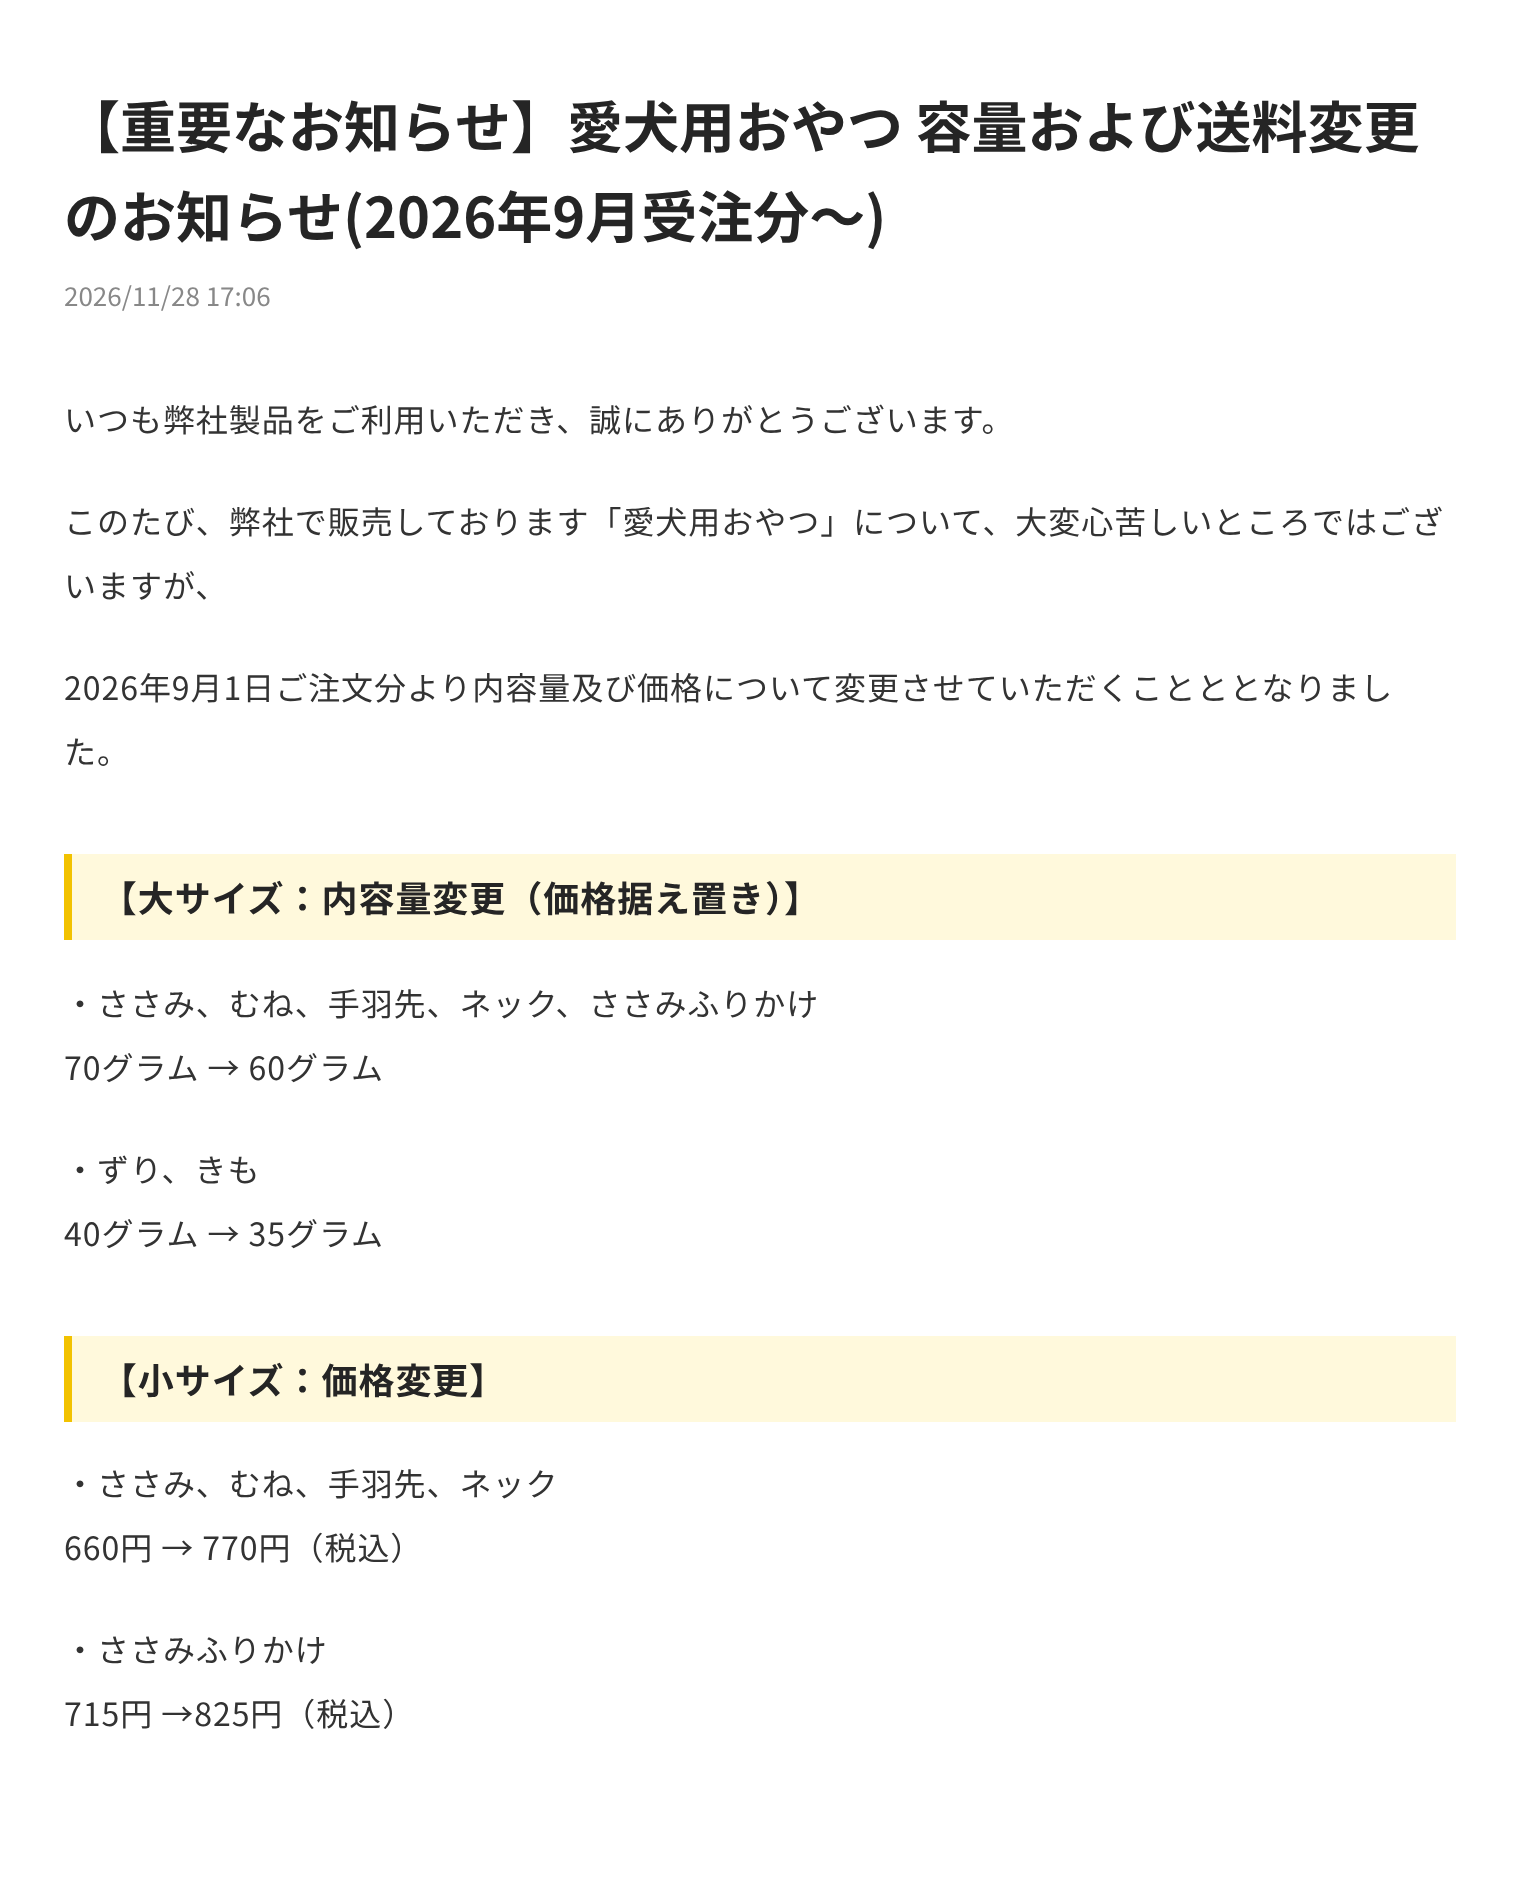 【重要なお知らせ】愛犬用おやつ 容量および送料変更
のお知らせ(2026年9月受注分〜)
2026/11/28 17:06
いつも弊社製品をご利用いただき、誠にありがとうございます。
このたび、弊社で販売しております「愛犬用おやつ」について、大変心苦しいところではござ
いますが、
2026年9月1日ご注文分より内容量及び価格について変更させていただくことととなりまし
た。
【大サイズ：内容量変更（価格据え置き）】
・ささみ、むね、手羽先、ネック、ささみふりかけ
70グラム → 60グラム
・ずり、きも
40グラム → 35グラム
【小サイズ：価格変更】
・ささみ、むね、手羽先、ネック
660円 → 770円（税込）
・ささみふりかけ
715円 →825円（税込）